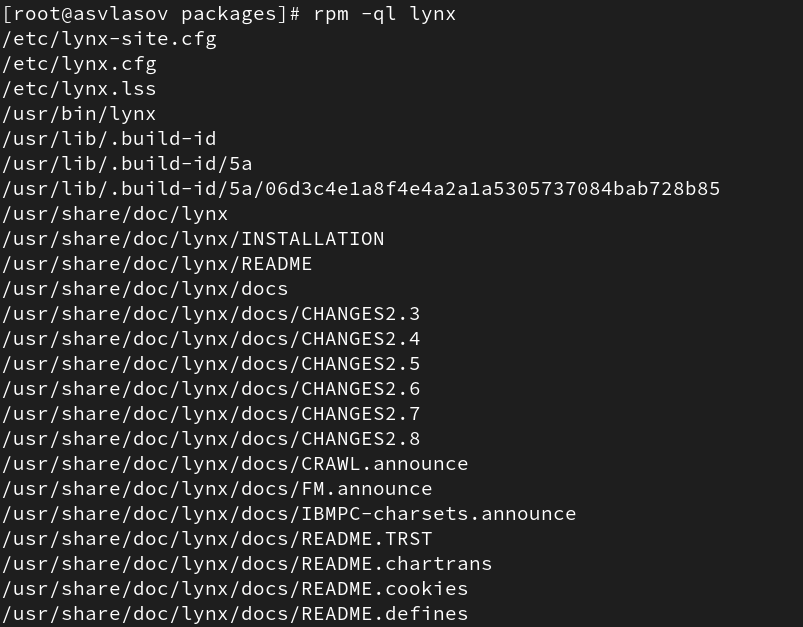 [root@asvlasov packages]# rpm -ql lynx
/etc/lynx-site.cfg
/etc/lynx.cfg
/etc/lynx.lss
/usr/bin/lynx
/usr/lib/.build-id
/usr/lib/.build-id/5a
/usr/lib/.build-id/5a/06d3c4e1a8f4e4a2a1a5305737084bab728b85
/usr/share/doc/lynx
/usr/share/doc/lynx/INSTALLATION
/usr/share/doc/lynx/README
/usr/share/doc/lynx/docs
/usr/share/doc/lynx/docs/CHANGES2.3
/usr/share/doc/lynx/docs/CHANGES2.4
/usr/share/doc/lynx/docs/CHANGES2.5
/usr/share/doc/lynx/docs/CHANGES2.6
/usr/share/doc/lynx/docs/CHANGES2.7
/usr/share/doc/lynx/docs/CHANGES2.8
/usr/share/doc/lynx/docs/CRAWL.announce
/usr/share/doc/lynx/docs/FM.announce
/usr/share/doc/lynx/docs/IBMPC-charsets.announce
/usr/share/doc/lynx/docs/README.TRST
/usr/share/doc/lynx/docs/README.chartrans
/usr/share/doc/lynx/docs/README.cookies
/usr/share/doc/lynx/docs/README.defines